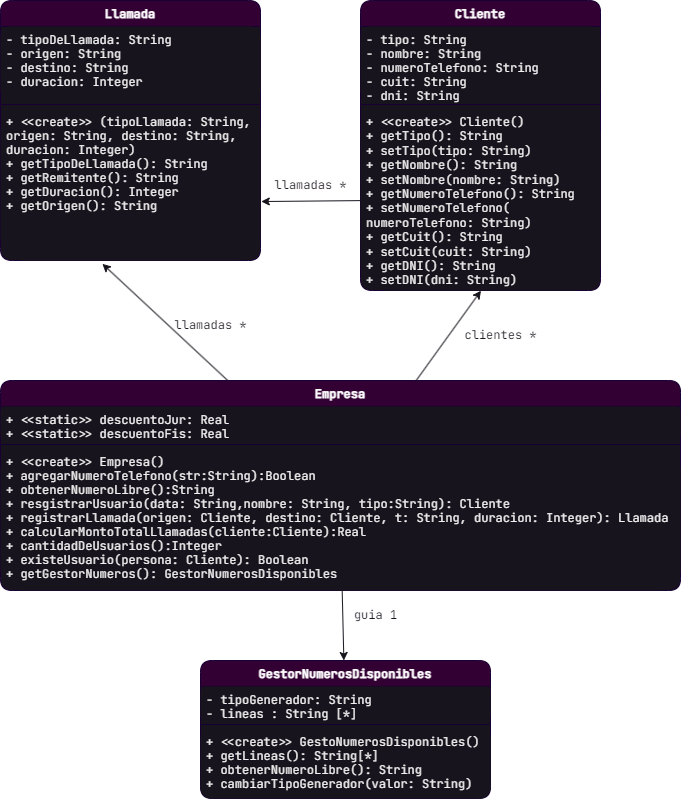 Llamada
- tipoDeLlamada: String
- origen: String
- destino: String
- duracion: Integer
+ <<create>> (tipoLlamada: String,
origen: String, destino: String,
duracion: Integer)
+ getTipoDeLlamada(): String
+ getRemitente(): String
+ getDuracion(): Integer
+ getOrigen(): String
Cliente
- tipo: String
- nombre: String
- numeroTelefono: String
- cuit: String
- dni: String
+ <<create>> Cliente()
+ getTipo(): String
+ setTipo(tipo: String)
+ getNombre(): String
+ setNombre(nombre: String)
+ getNumeroTelefono(): String
+ setNumeroTelefono(
numeroTelefono: String)
+ getCuit(): String
+ setCuit(cuit: String)
+ getDNI(): String
+ setDNI(dni: String)
llamadas *
llamadas *
clientes *
Empresa
+ <<static>> descuentoJur: Real
+ <<static>> descuentoFis: Real
+ <<create>> Empresa()
+ agregarNumeroTelefono(str:String):Boolean
+ obtenerNumeroLibre():String
+ resgistrarUsuario(data: String,nombre: String, tipo:String): Cliente
+ registrarLlamada(origen: Cliente, destino: Cliente, t: String, duracion: Integer): Llamada
+ calcularMontoTotalLlamadas(cliente:Cliente):Real
+ cantidadDeUsuarios():Integer
+ existeUsuario(persona: Cliente): Boolean
+ getGestorNumeros(): GestorNumerosDisponibles
guia 1
GestorNumerosDisponibles
- tipoGenerador: String
- lineas : String [*]
+ <<create>> GestoNumerosDisponibles()
+ getLineas(): String[*]
+ obtenerNumeroLibre(): String
+ cambiarTipoGenerador(valor: String)